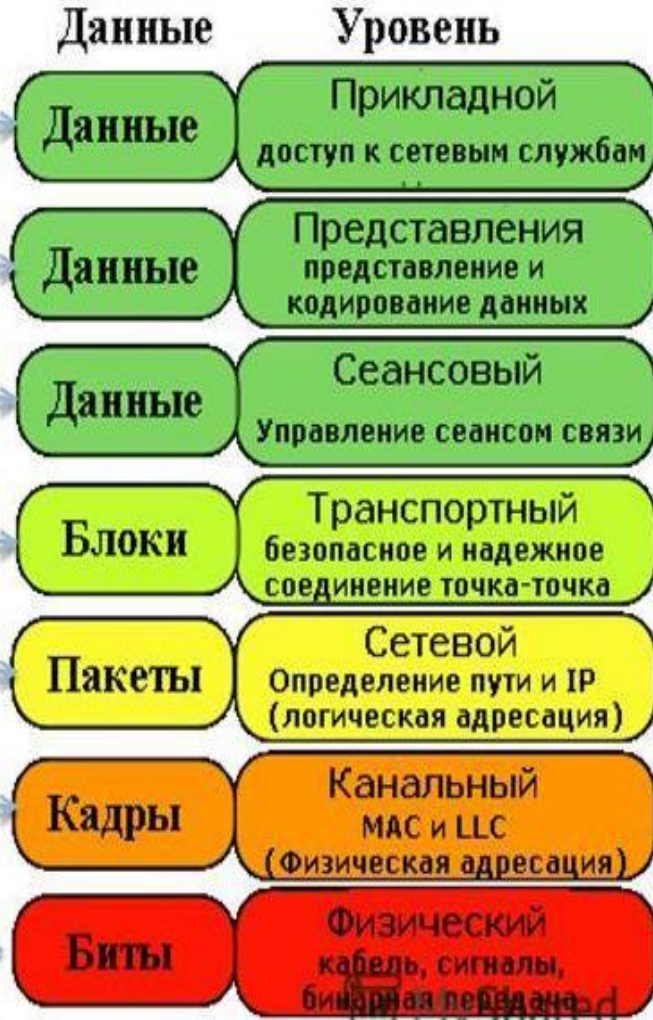 Данные Уровень
Данные
Прикладной
доступ к сетевым службам
Данные
Представления
представление и
кодирование данных
Данные
Сеансовый
Управление сеансом связи
Блоки
Транспортный
безопасное и надежное
соединение точка-точка
Пакеты
Сетевой
Определение пути и IP
(логическая адресация)
Кадры
Канальный
MAC и LLC
(Физическая адресация)
Биты
Физический
кабель, сигналы,
бинарная передача